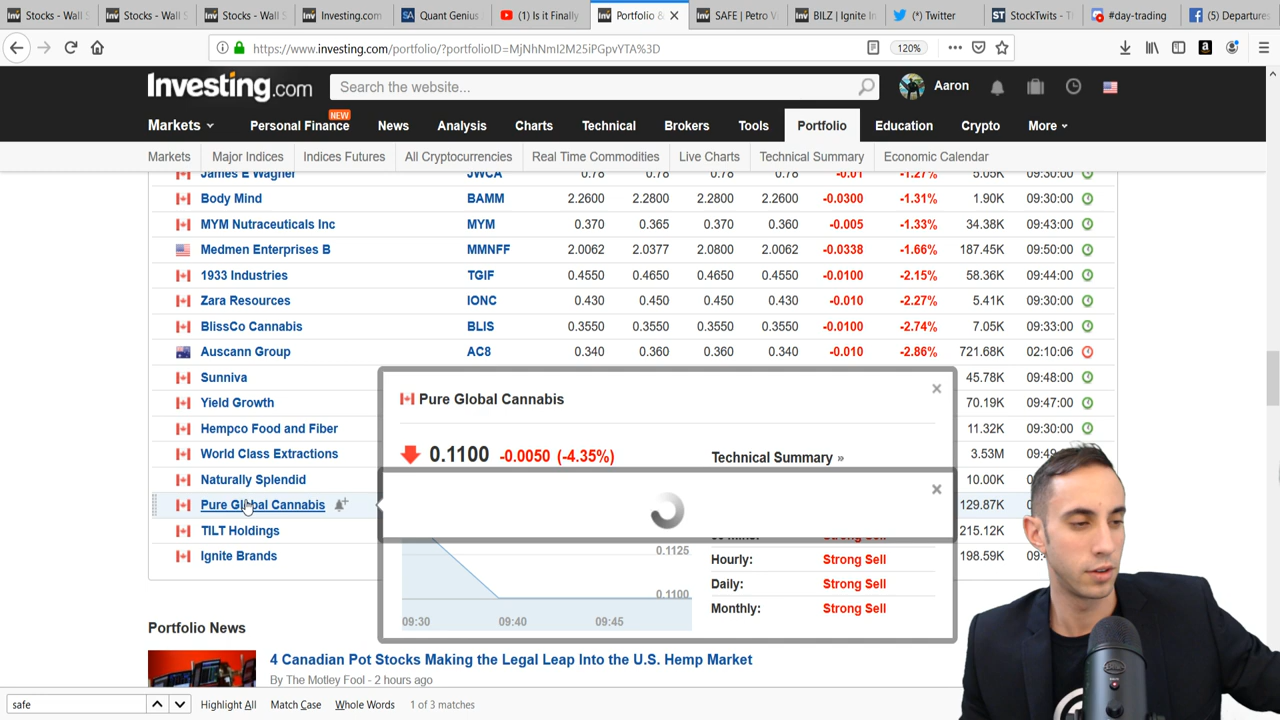 Stocks - Wall S
Stocks - Wall S
Stocks - Wall S
Investing.com
Quant Genius
(1) Is it Finally
Portfolio &
SAFE | Petro V
BILZ | Ignite In
(*) Twitter
StockTwits - T
#day-trading
(5) Departures
https://www.investing.com/portfolio/?portfolioID=MjNhNmI2M25iPGpvYTA%3D
120%
Investing.com
Search the website...
Aaron
NEW
Markets Personal Finance News Analysis Charts Technical Brokers Tools Portfolio Education Crypto More
Markets Major Indices Indices Futures All Cryptocurrencies Real Time Commodities Live Charts Technical Summary Economic Calendar
James E Wagner JWCA 0.78 0.78 0.78 0.78 -0.01 -1.27% 5.05K 09:30:00
Body Mind BAMM 2.2600 2.2800 2.2800 2.2600 -0.0300 -1.31% 1.90K 09:30:00
MYM Nutraceuticals Inc MYM 0.370 0.365 0.370 0.360 -0.005 -1.33% 34.38K 09:43:00
Medmen Enterprises B MMNFF 2.0062 2.0377 2.0800 2.0062 -0.0338 -1.66% 187.45K 09:50:00
1933 Industries TGIF 0.4550 0.4650 0.4650 0.4550 -0.0100 -2.15% 58.36K 09:44:00
Zara Resources IONC 0.430 0.450 0.450 0.430 -0.010 -2.27% 5.41K 09:30:00
BlissCo Cannabis BLIS 0.3550 0.3550 0.3550 0.3550 -0.0100 -2.74% 7.05K 09:33:00
Auscann Group AC8 0.340 0.360 0.360 0.340 -0.010 -2.86% 721.68K 02:10:06
Sunniva 45.78K 09:48:00
Yield Growth 70.19K 09:47:00
Hempco Food and Fiber 11.32K 09:30:00
World Class Extractions 3.53M
Naturally Splendid 10.00K
Pure Global Cannabis 129.87K
TILT Holdings 215.12K
Ignite Brands 198.59K
Pure Global Cannabis
0.1100 -0.0050 (-4.35%)
Technical Summary »
0.1125
Hourly: Strong Sell
0.1100
Daily: Strong Sell
Monthly: Strong Sell
09:30 09:40 09:45
Portfolio News
4 Canadian Pot Stocks Making the Legal Leap Into the U.S. Hemp Market
By The Motley Fool - 2 hours ago
safe
Highlight All Match Case Whole Words 1 of 3 matches